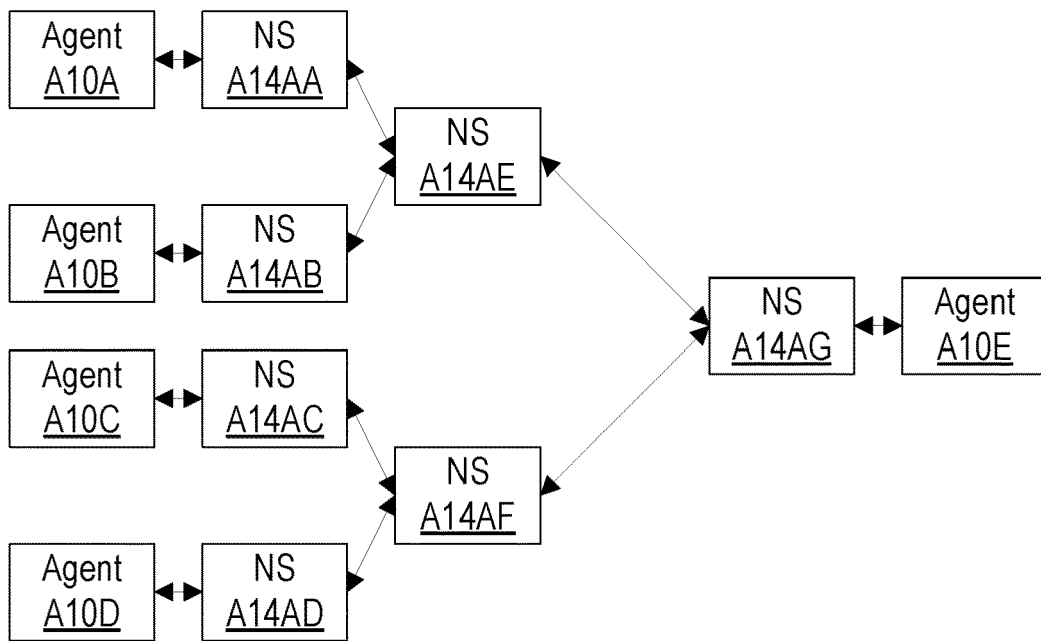 Agent
A10A
NS
A14AA
NS
A14AE
Agent
A10B
NS
A14AB
NS
A14AG
Agent
A10E
Agent
A10C
NS
A14AC
NS
A14AF
Agent
A10D
NS
A14AD